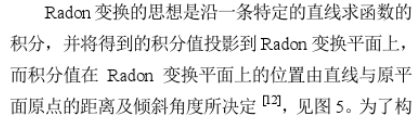 Radon 变换的思想是沿一条特定的直线求函数的
积分，并将得到的积分值投影到 Radon 变换平面上，
而积分值在 Radon 变换平面上的位置由直线与原平
面原点的距离及倾斜角度所决定 [12]，见图 5。为了构